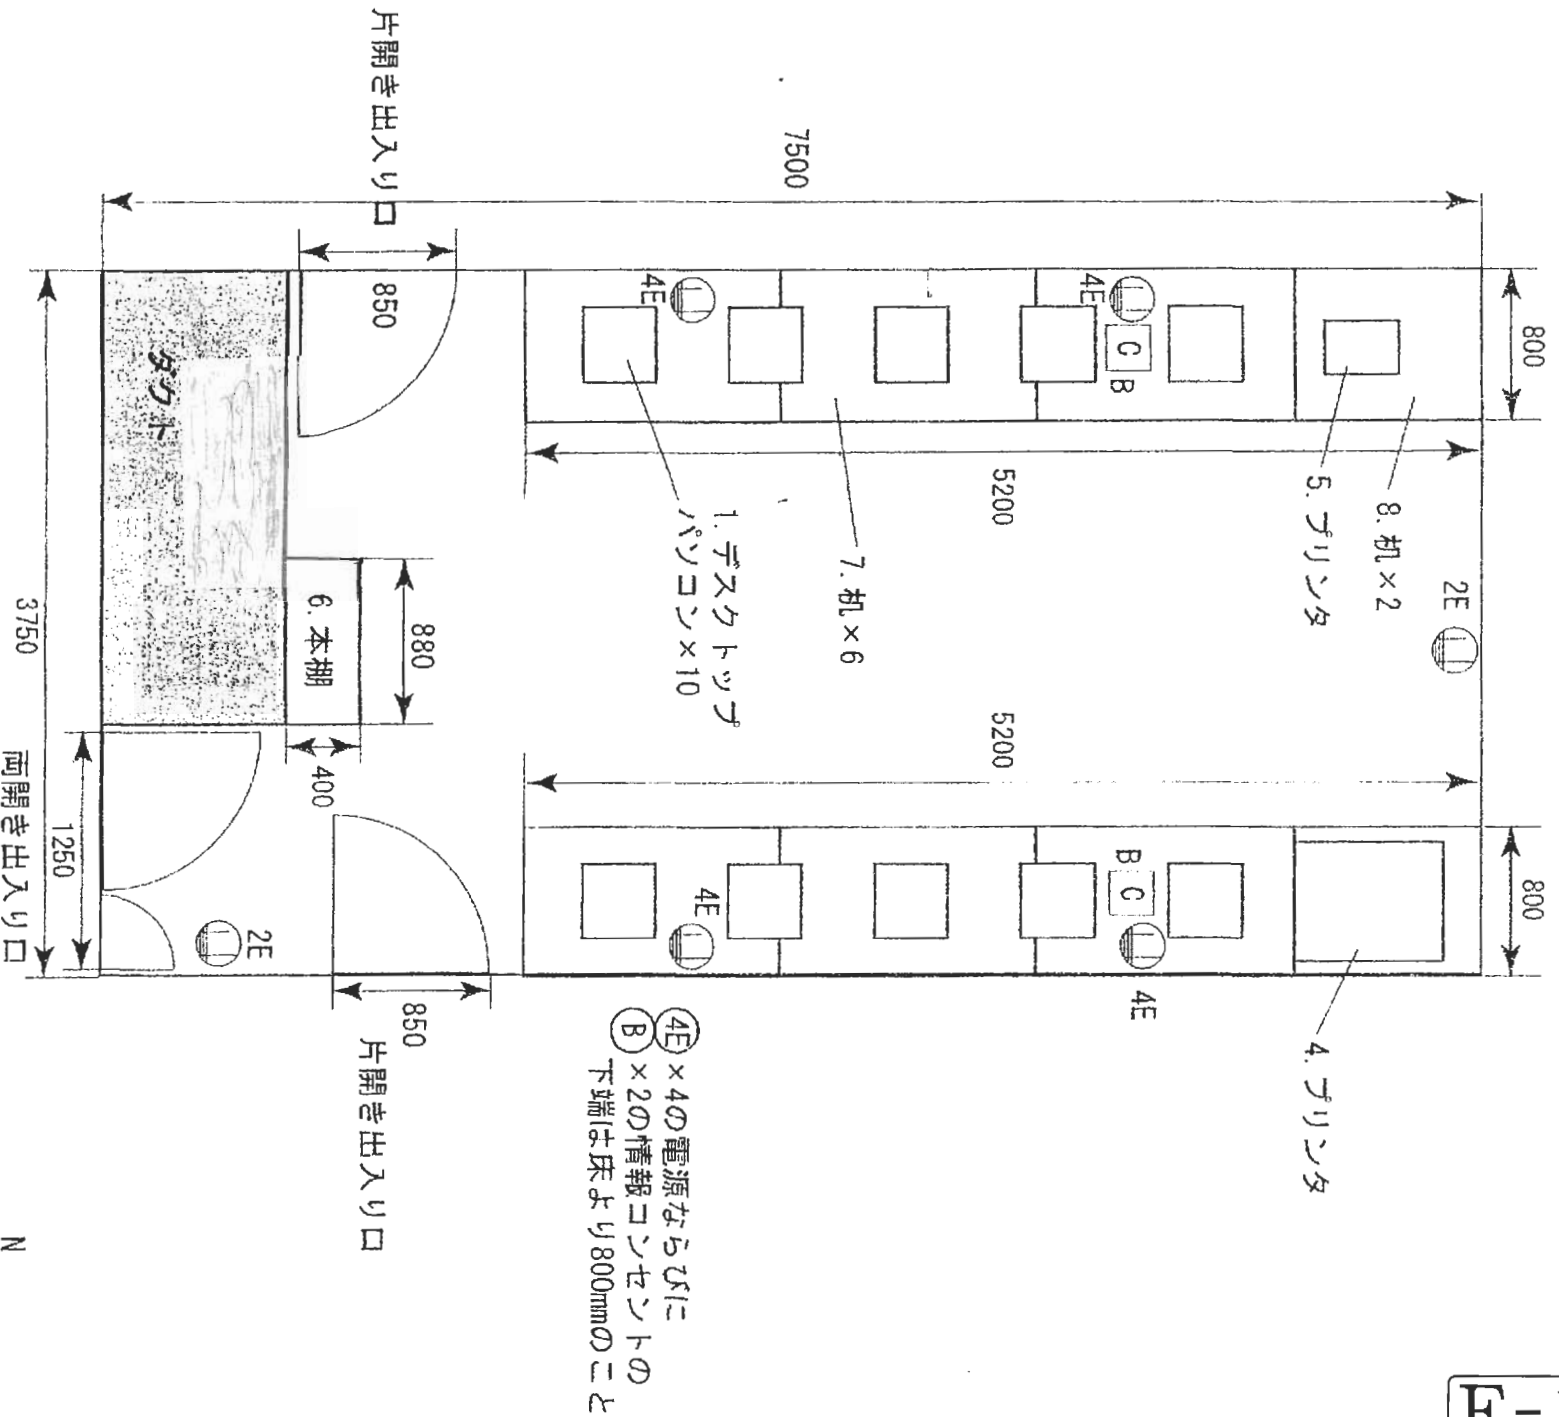 F-
800
800
8. 机×2
5. プリンタ
2E
4. プリンタ
4E
C
B
B
C
4E
5200
5200
7500
7. 机×6
1. デスクトップ
パソコン×10
4E
4E
4E×4の電源ならびに
B×2の情報コンセントの
下端は床より800mmのこと
片開き出入り口
850
880
6. 本棚
400
850
片開き出入り口
ダクト
2E
1250
3750
両開き出入り口
N